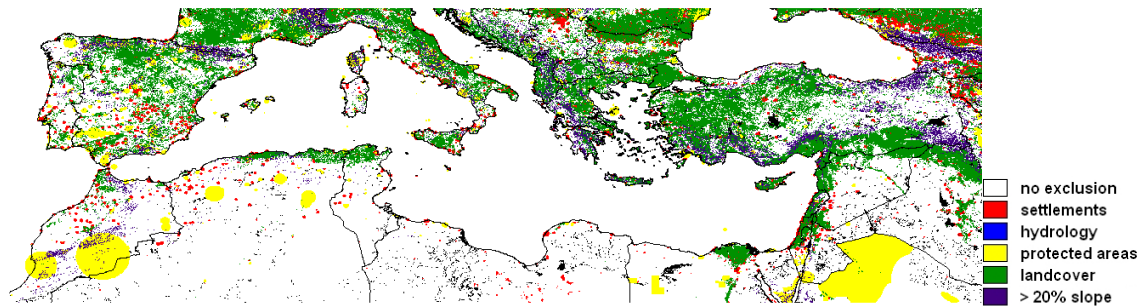 no exclusion
settlements
hydrology
protected areas
landcover
> 20% slope